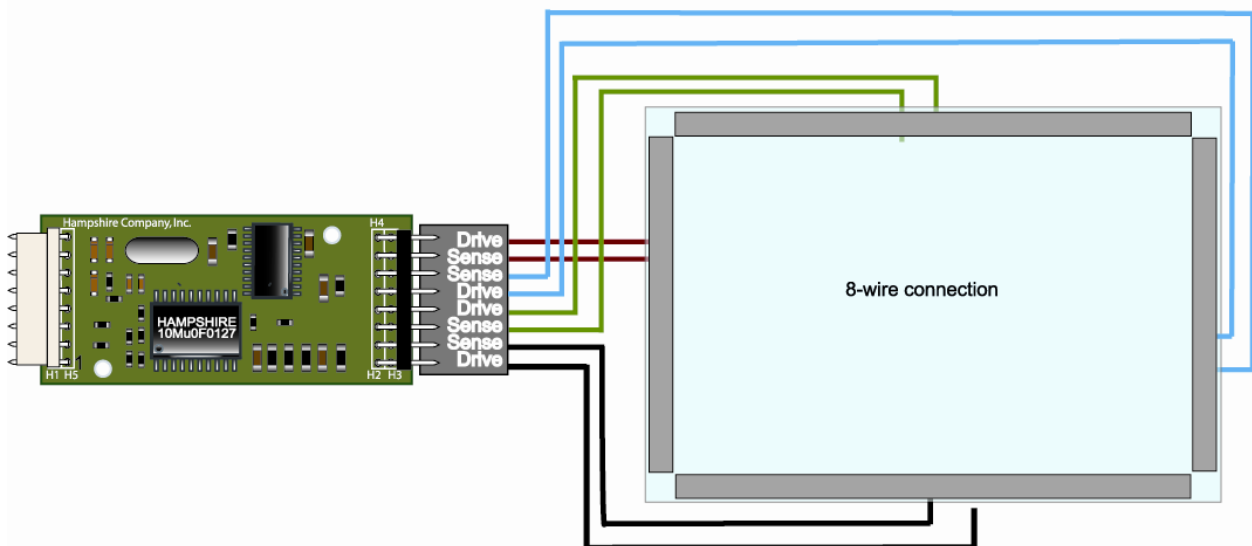 Hampshire Company, Inc.
H4
HAMPSHIRE
10Mu0F0127
1
H1 H5
H2 H3
Drive
Sense
Sense
Drive
Drive
Sense
Sense
Drive
8-wire connection